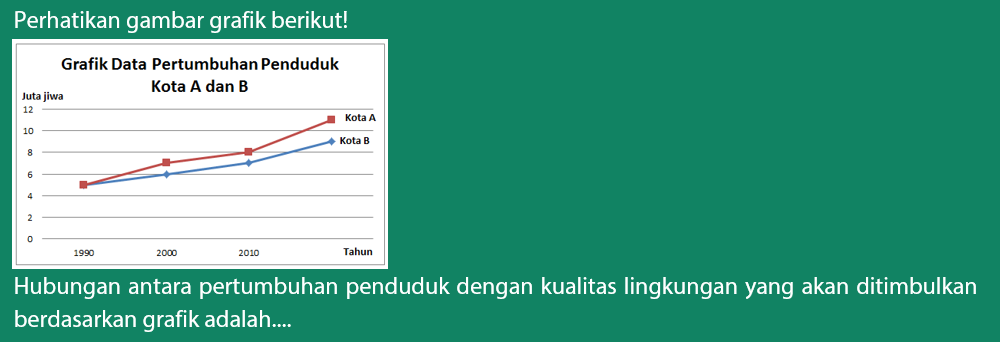 Perhatikan gambar grafik berikut!
Grafik Data Pertumbuhan Penduduk
Kota A dan B
Juta jiwa
12
10
8
6
4
2
0
Kota A
Kota B
1990 2000 2010 Tahun
Hubungan antara pertumbuhan penduduk dengan kualitas lingkungan yang akan ditimbulkan
berdasarkan grafik adalah....